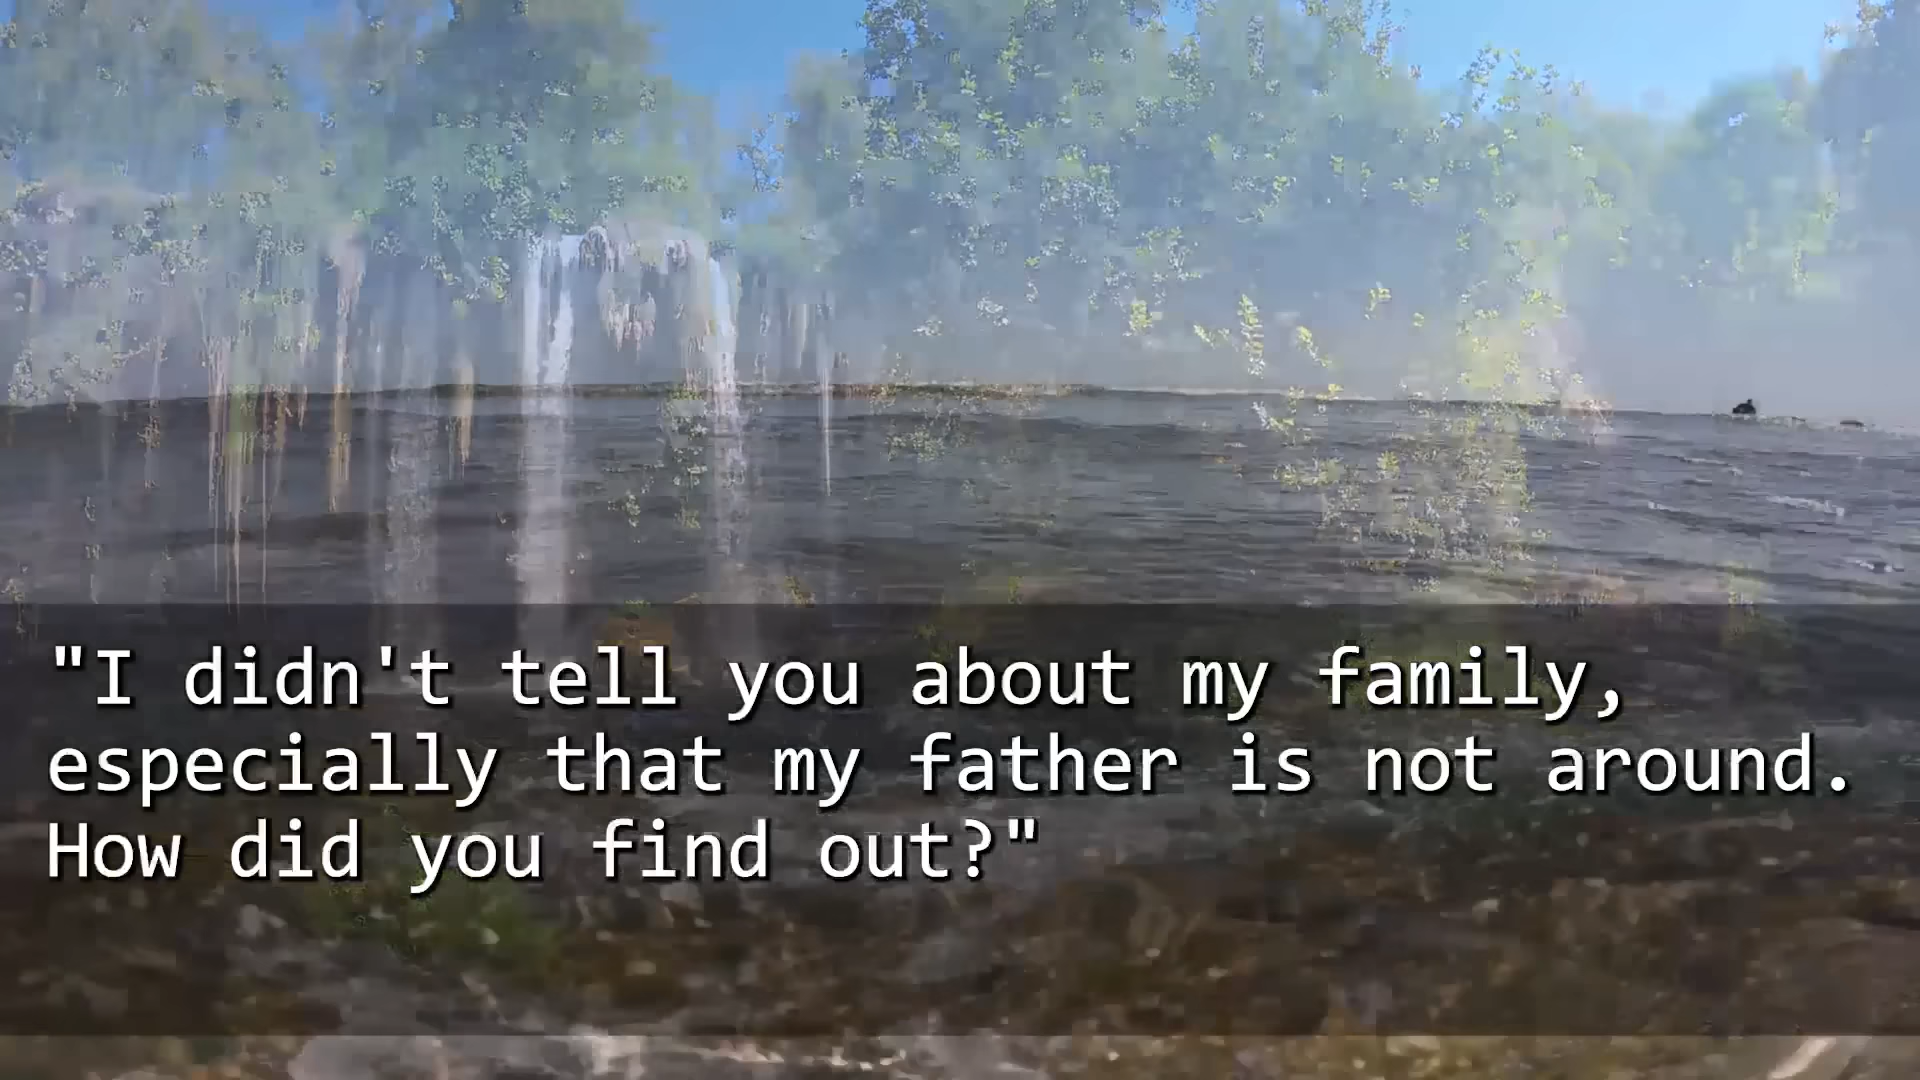 "I didn't tell you about my family,
especially that my father is not around.
How did you find out?"